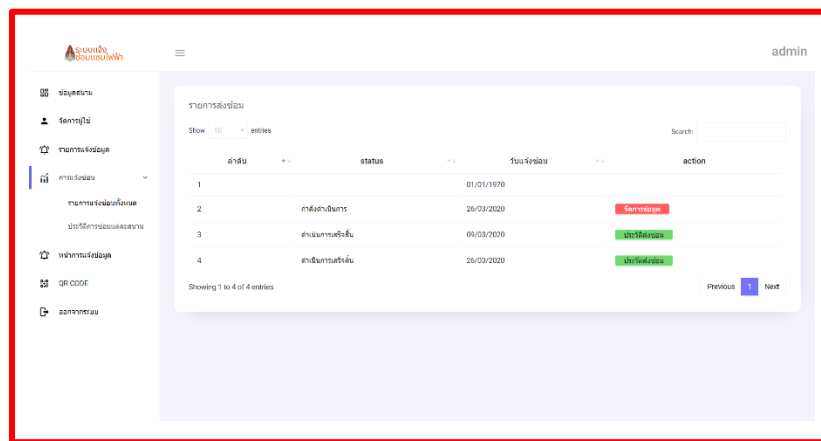 ระบบแจ้ง
ซ่อมแซมไฟฟ้า
admin
ข้อมูลสนาม
จัดการผู้ใช้
รายการแจ้งข้อมูล
การแจ้งซ่อม
รายการแจ้งซ่อมทั้งหมด
ประวัติการซ่อมแต่ละสนาม
หน้าการแจ้งข้อมูล
QR CODE
ออกจากระบบ
รายการส่งซ่อม
Show 10 entries
Search:
ลำดับ status วันแจ้งซ่อม action
1 01/01/1970
2 กำลังดำเนินการ 26/03/2020 จัดการข้อมูล
3 ดำเนินการเสร็จสิ้น 09/03/2020 ประวัติส่งซ่อม
4 ดำเนินการเสร็จสิ้น 26/03/2020 ประวัติส่งซ่อม
Showing 1 to 4 of 4 entries
Previous 1 Next